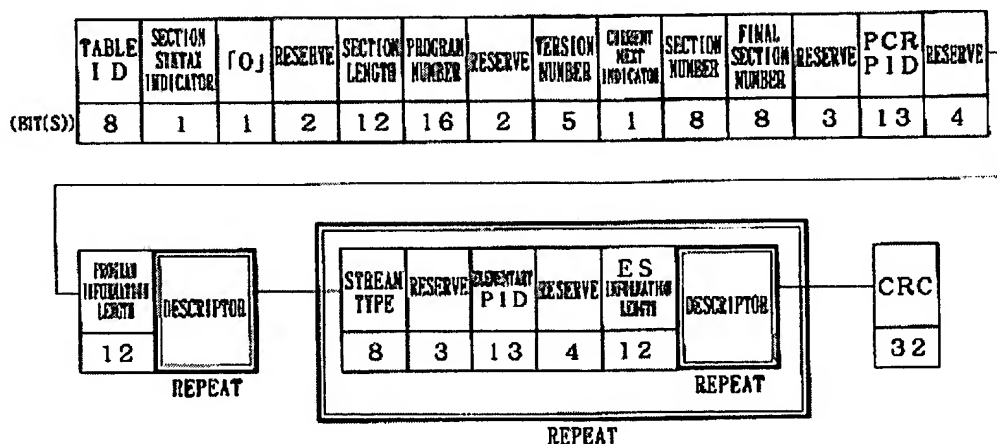 TABLE ID
SECTION SYNTAX INDICATOR
「0」
RESERVE
SECTION LENGTH
PROGRAM NUMBER
RESERVE
VERSION NUMBER
CURRENT NEXT INDICATOR
SECTION NUMBER
FINAL SECTION NUMBER
RESERVE
PCR PID
RESERVE
(BIT(S)) 8 1 1 2 12 16 2 5 1 8 8 3 13 4
PROGRAM INFORMATION LENGTH
DESCRIPTOR
STREAM TYPE
RESERVE
ELEMENTARY PID
RESERVE
ES INFORMATION LENGTH
DESCRIPTOR
CRC
12 8 3 13 4 12 32
REPEAT
REPEAT
REPEAT